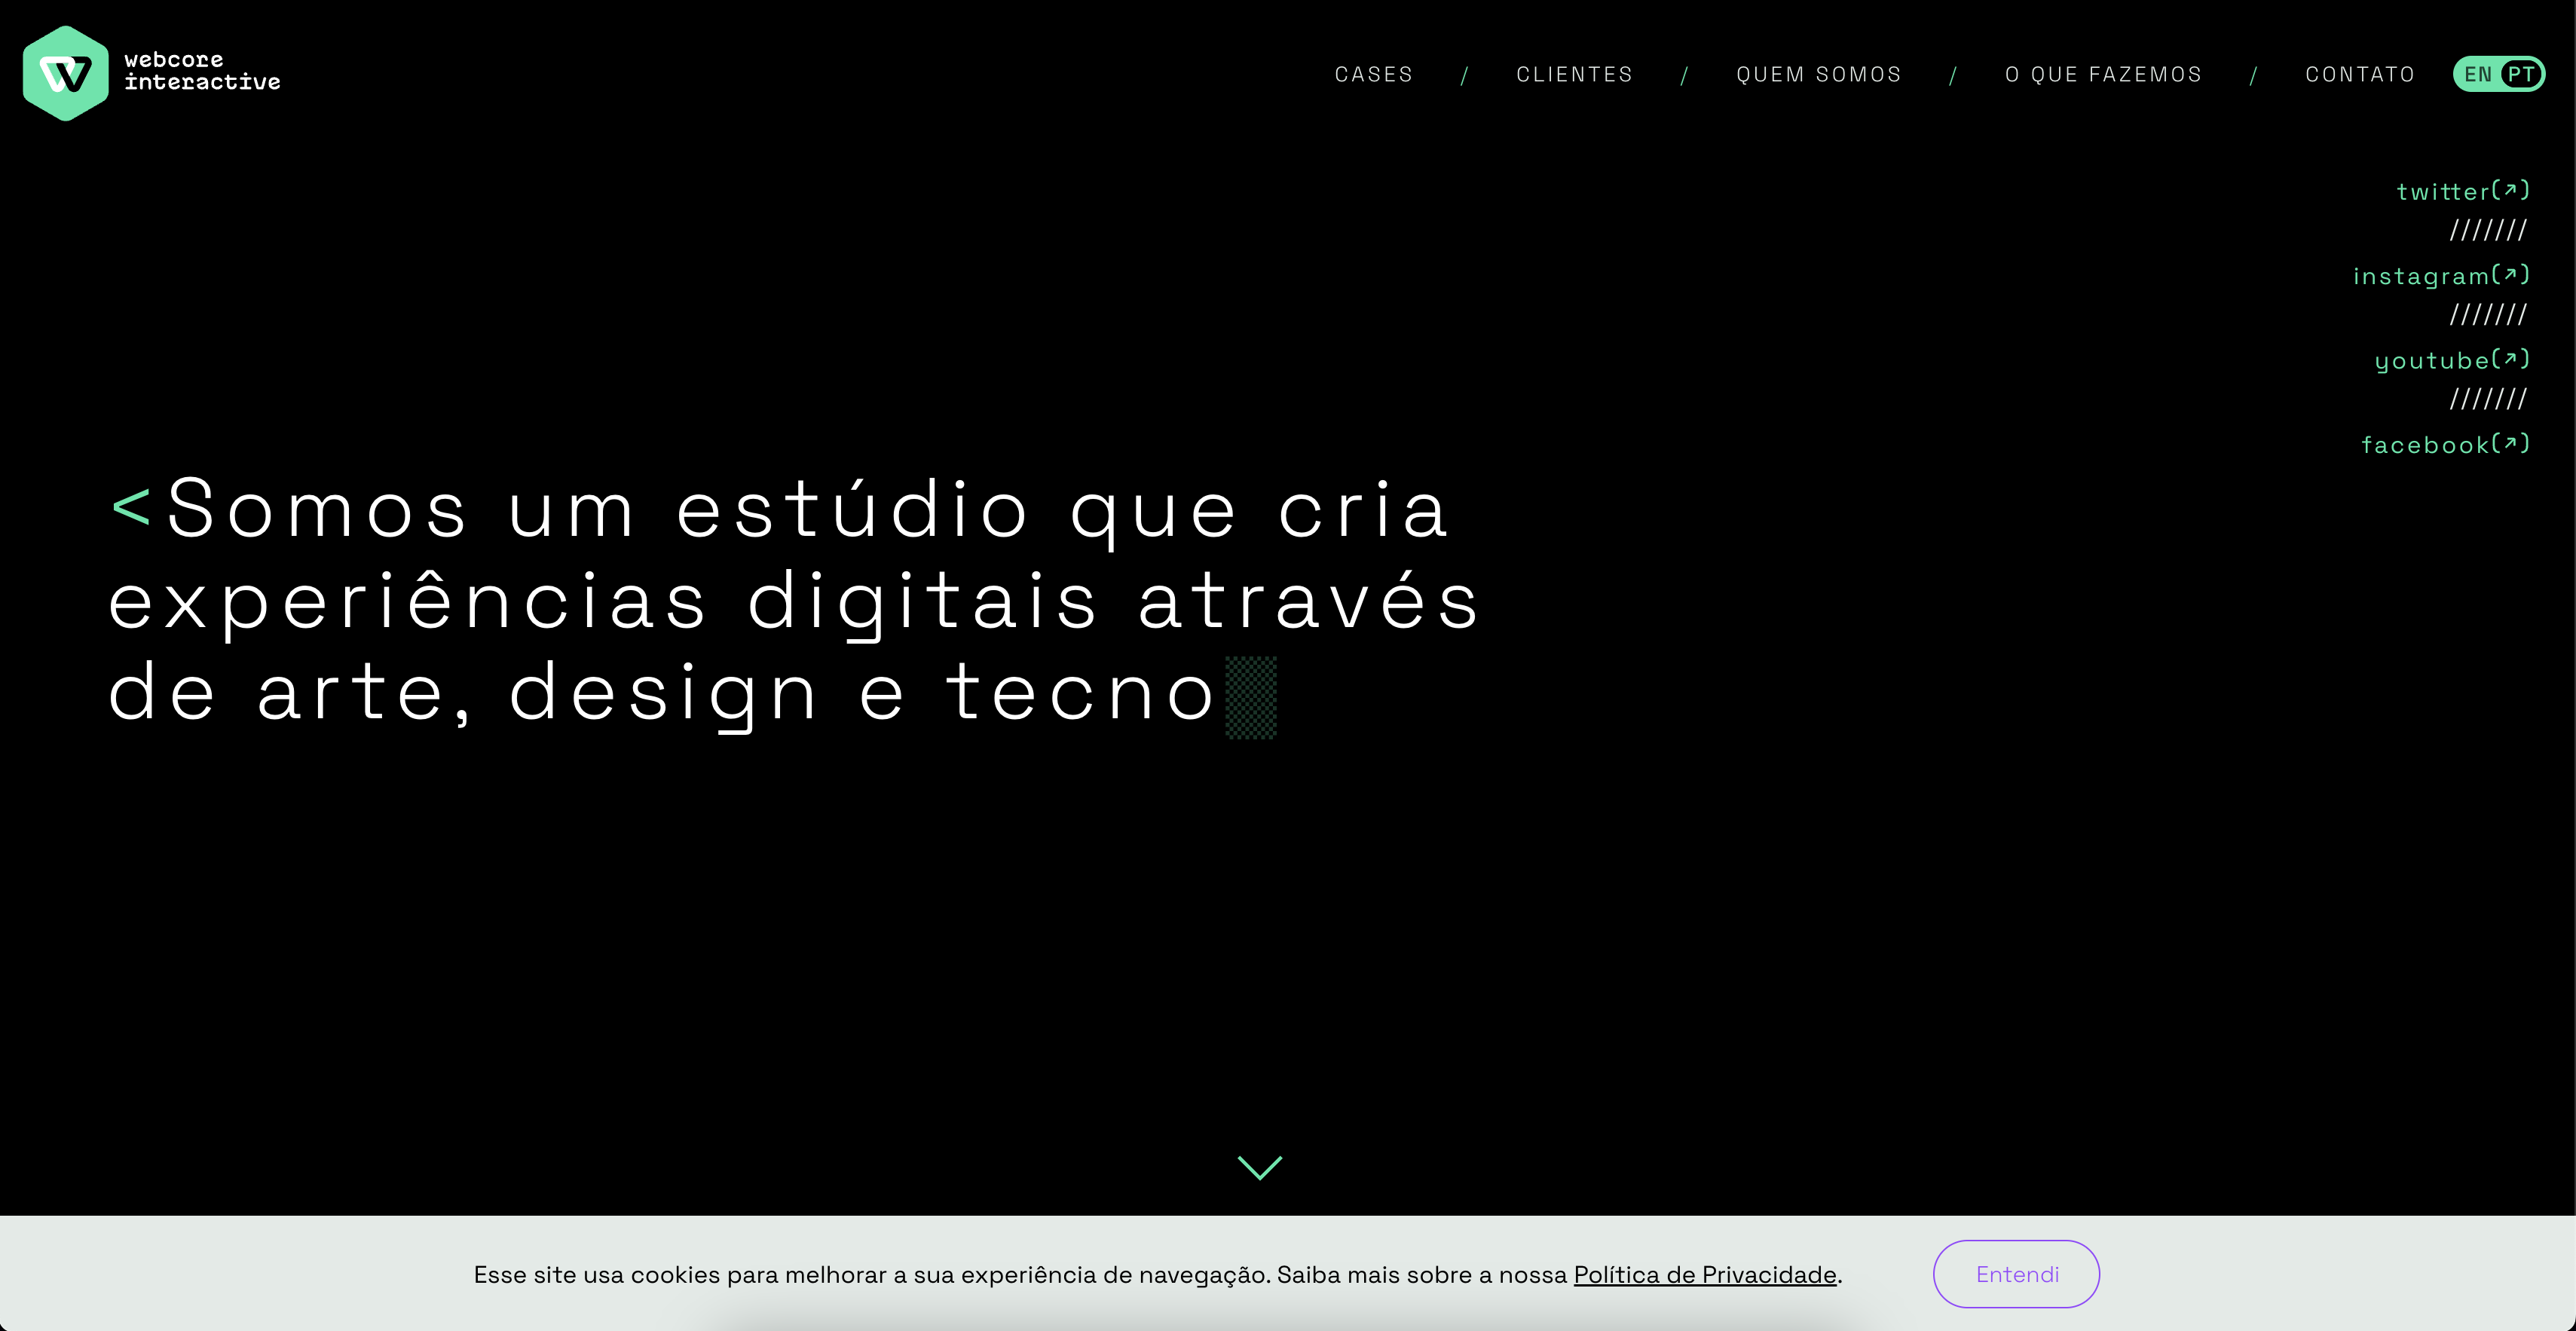 webcore
interactive
CASES / CLIENTES / QUEM SOMOS / O QUE FAZEMOS / CONTATO EN PT
twitter(↗)
///////
instagram(↗)
///////
youtube(↗)
///////
facebook(↗)
<Somos um estúdio que cria
experiências digitais através
de arte, design e tecno▒
Esse site usa cookies para melhorar a sua experiência de navegação. Saiba mais sobre a nossa Política de Privacidade. Entendi